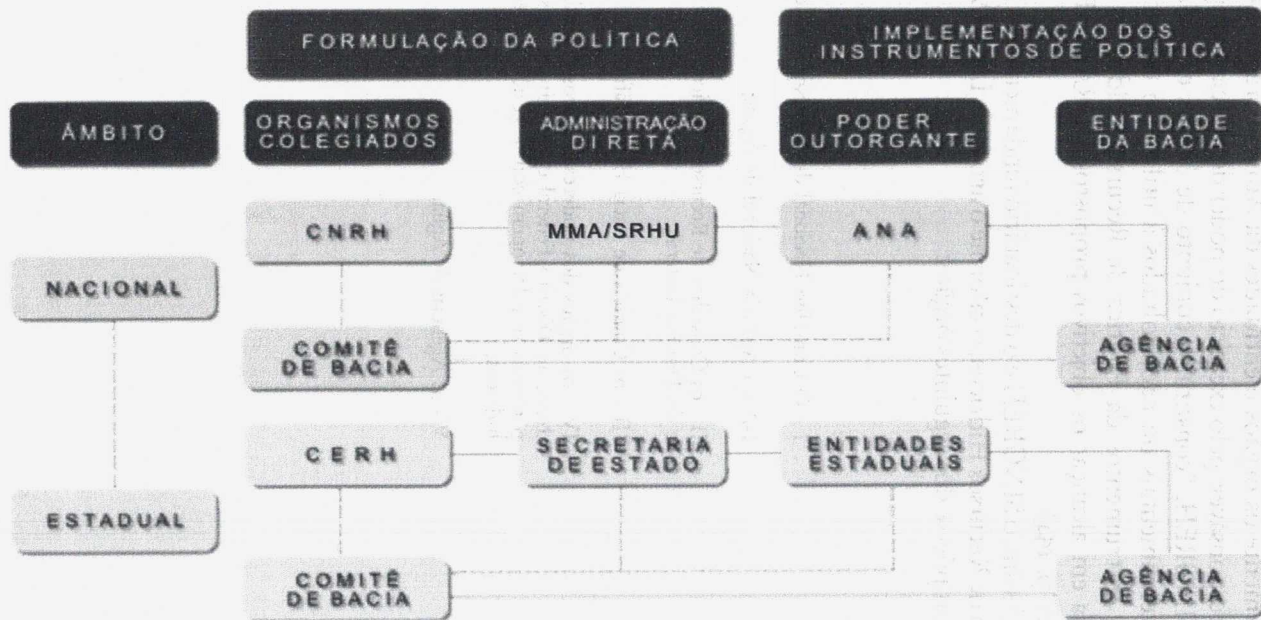 FORMULAÇÃO DA POLÍTICA
IMPLEMENTAÇÃO DOS
INSTRUMENTOS DE POLÍTICA
ÂMBITO
ORGANISMOS
COLEGIADOS
ADMINISTRAÇÃO
DIRETA
PODER
OUTORGANTE
ENTIDADE
DA BACIA
NACIONAL
CNRH
MMA/SRHU
ANA
COMITÊ
DE BACIA
AGÊNCIA
DE BACIA
ESTADUAL
CERH
SECRETARIA
DE ESTADO
ENTIDADES
ESTADUAIS
COMITÊ
DE BACIA
AGÊNCIA
DE BACIA